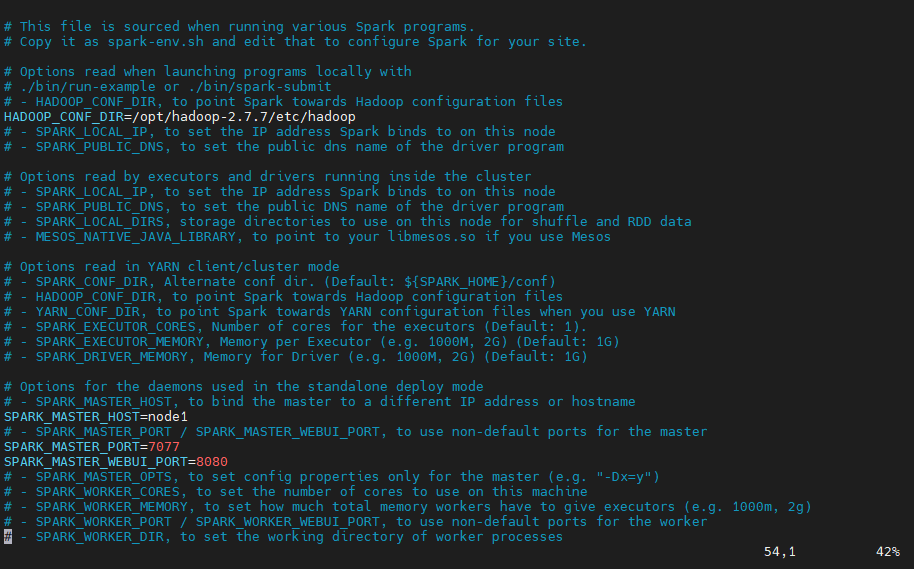 # This file is sourced when running various Spark programs.
# Copy it as spark-env.sh and edit that to configure Spark for your site.
# Options read when launching programs locally with
# ./bin/run-example or ./bin/spark-submit
# - HADOOP_CONF_DIR, to point Spark towards Hadoop configuration files
HADOOP_CONF_DIR=/opt/hadoop-2.7.7/etc/hadoop
# - SPARK_LOCAL_IP, to set the IP address Spark binds to on this node
# - SPARK_PUBLIC_DNS, to set the public dns name of the driver program
# Options read by executors and drivers running inside the cluster
# - SPARK_LOCAL_IP, to set the IP address Spark binds to on this node
# - SPARK_PUBLIC_DNS, to set the public DNS name of the driver program
# - SPARK_LOCAL_DIRS, storage directories to use on this node for shuffle and RDD data
# - MESOS_NATIVE_JAVA_LIBRARY, to point to your libmesos.so if you use Mesos
# Options read in YARN client/cluster mode
# - SPARK_CONF_DIR, Alternate conf dir. (Default: ${SPARK_HOME}/conf)
# - HADOOP_CONF_DIR, to point Spark towards Hadoop configuration files
# - YARN_CONF_DIR, to point Spark towards YARN configuration files when you use YARN
# - SPARK_EXECUTOR_CORES, Number of cores for the executors (Default: 1).
# - SPARK_EXECUTOR_MEMORY, Memory per Executor (e.g. 1000M, 2G) (Default: 1G)
# - SPARK_DRIVER_MEMORY, Memory for Driver (e.g. 1000M, 2G) (Default: 1G)
# Options for the daemons used in the standalone deploy mode
# - SPARK_MASTER_HOST, to bind the master to a different IP address or hostname
SPARK_MASTER_HOST=node1
# - SPARK_MASTER_PORT / SPARK_MASTER_WEBUI_PORT, to use non-default ports for the master
SPARK_MASTER_PORT=7077
SPARK_MASTER_WEBUI_PORT=8080
# - SPARK_MASTER_OPTS, to set config properties only for the master (e.g. "-Dx=y")
# - SPARK_WORKER_CORES, to set the number of cores to use on this machine
# - SPARK_WORKER_MEMORY, to set how much total memory workers have to give executors (e.g. 1000m, 2g)
# - SPARK_WORKER_PORT / SPARK_WORKER_WEBUI_PORT, to use non-default ports for the worker
# - SPARK_WORKER_DIR, to set the working directory of worker processes
54,1 42%